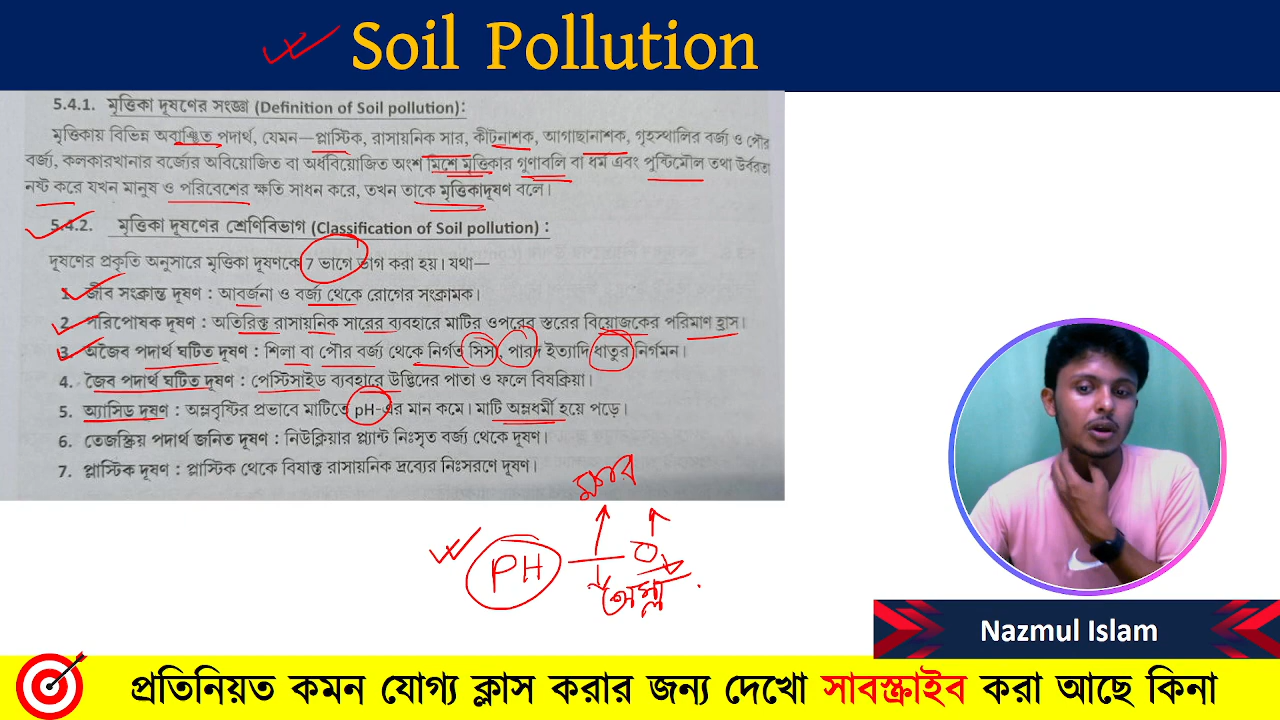 Soil Pollution
5.4.1. মৃত্তিকা দূষণের সংজ্ঞা (Definition of Soil pollution):
মৃত্তিকায় বিভিন্ন অবাঞ্ছিত পদার্থ, যেমন—প্লাস্টিক, রাসায়নিক সার, কীটনাশক, আগাছানাশক, গৃহস্থালির বর্জ্য ও পৌর
বর্জ্য, কলকারখানার বর্জ্যের অবিয়োজিত বা অর্ধবিয়োজিত অংশ মিশে মৃত্তিকার গুণাবলি বা ধর্ম এবং পুষ্টিমৌল তথা উর্বরতা
নষ্ট করে যখন মানুষ ও পরিবেশের ক্ষতি সাধন করে, তখন তাকে মৃত্তিকাদূষণ বলে।
5.4.2. মৃত্তিকা দূষণের শ্রেণিবিভাগ (Classification of Soil pollution) :
দূষণের প্রকৃতি অনুসারে মৃত্তিকা দূষণকে 7 ভাগে ভাগ করা হয়। যথা—
1. জীব সংক্রান্ত দূষণ : আবর্জনা ও বর্জ্য থেকে রোগের সংক্রামক।
2. পরিপোষক দূষণ : অতিরিক্ত রাসায়নিক সারের ব্যবহারে মাটির ওপরের স্তরের বিয়োজকের পরিমাণ হ্রাস।
3. অজৈব পদার্থ ঘটিত দূষণ : শিলা বা পৌর বর্জ্য থেকে নির্গত সিসা, পারদ ইত্যাদি ধাতুর নির্গমন।
4. জৈব পদার্থ ঘটিত দূষণ : পেস্টিসাইড ব্যবহারে উদ্ভিদের পাতা ও ফলে বিষক্রিয়া।
5. অ্যাসিড দূষণ : অম্লবৃষ্টির প্রভাবে মাটিতে pH-এর মান কমে। মাটি অম্লধর্মী হয়ে পড়ে।
6. তেজস্ক্রিয় পদার্থ জনিত দূষণ : নিউক্লিয়ার প্ল্যান্ট নিঃসৃত বর্জ্য থেকে দূষণ।
7. প্লাস্টিক দূষণ : প্লাস্টিক থেকে বিষাক্ত রাসায়নিক দ্রব্যের নিঃসরণে দূষণ।
ক্ষার
PH
অম্ল
Nazmul Islam
প্রতিনিয়ত কমন যোগ্য ক্লাস করার জন্য দেখো সাবস্ক্রাইব করা আছে কিনা